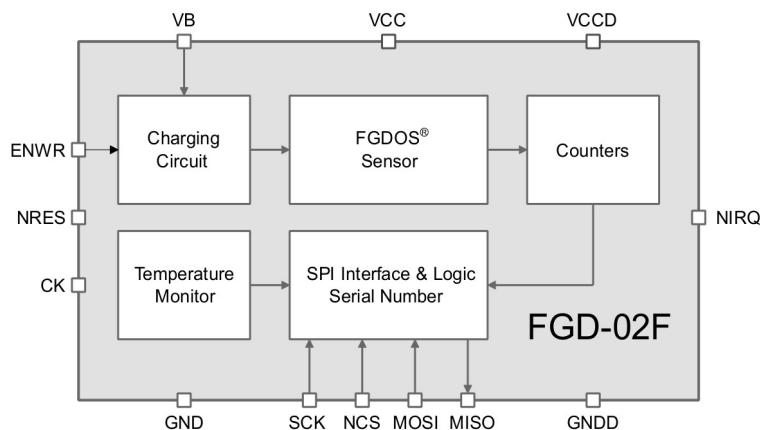 VB VCC VCCD
ENWR
Charging
Circuit
FGDOS®
Sensor
Counters
NRES
NIRQ
CK
Temperature
Monitor
SPI Interface & Logic
Serial Number
FGD-02F
GND SCK NCS MOSI MISO GNDD